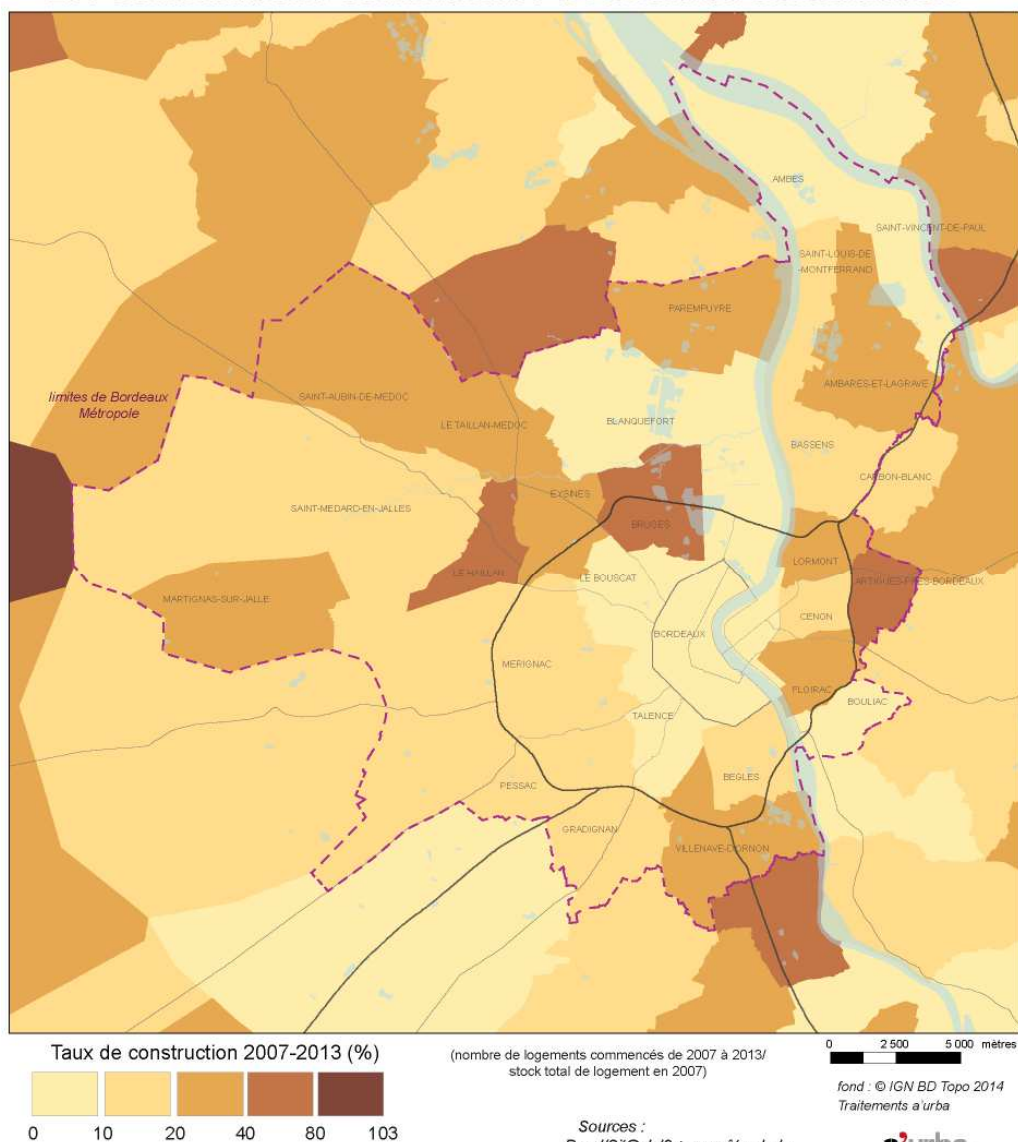 AMBES
SAINT-VINCENT-DE-PAUL
SAINT-LOUIS-DE
-MONTFERRAND
PAREMPUYRE
AMBARES-ET-LAGRAVE
limites de Bordeaux
Métropole
SAINT-AUBIN-DE-MEDOC
LE TAILLAN-MEDOC
BLANQUEFORT
BASSENS
CARBON-BLANC
EYSINES
SAINT-MEDARD-EN-JALLES
BRUGES
LORMONT
LE HAILLAN
LE BOUSCAT
ARTIGUES-PRES-BORDEAUX
MARTIGNAS-SUR-JALLE
CENON
BORDEAUX
MERIGNAC
FLOIRAC
BOULIAC
TALENCE
BEGLES
PESSAC
GRADIGNAN
VILLENAVE-D'ORNON
Taux de construction 2007-2013 (%)
0 10 20 40 80 103
(nombre de logements commencés de 2007 à 2013/
stock total de logement en 2007)
0 2 500 5 000 mètres
fond : © IGN BD Topo 2014
Traitements a'urba
Sources :